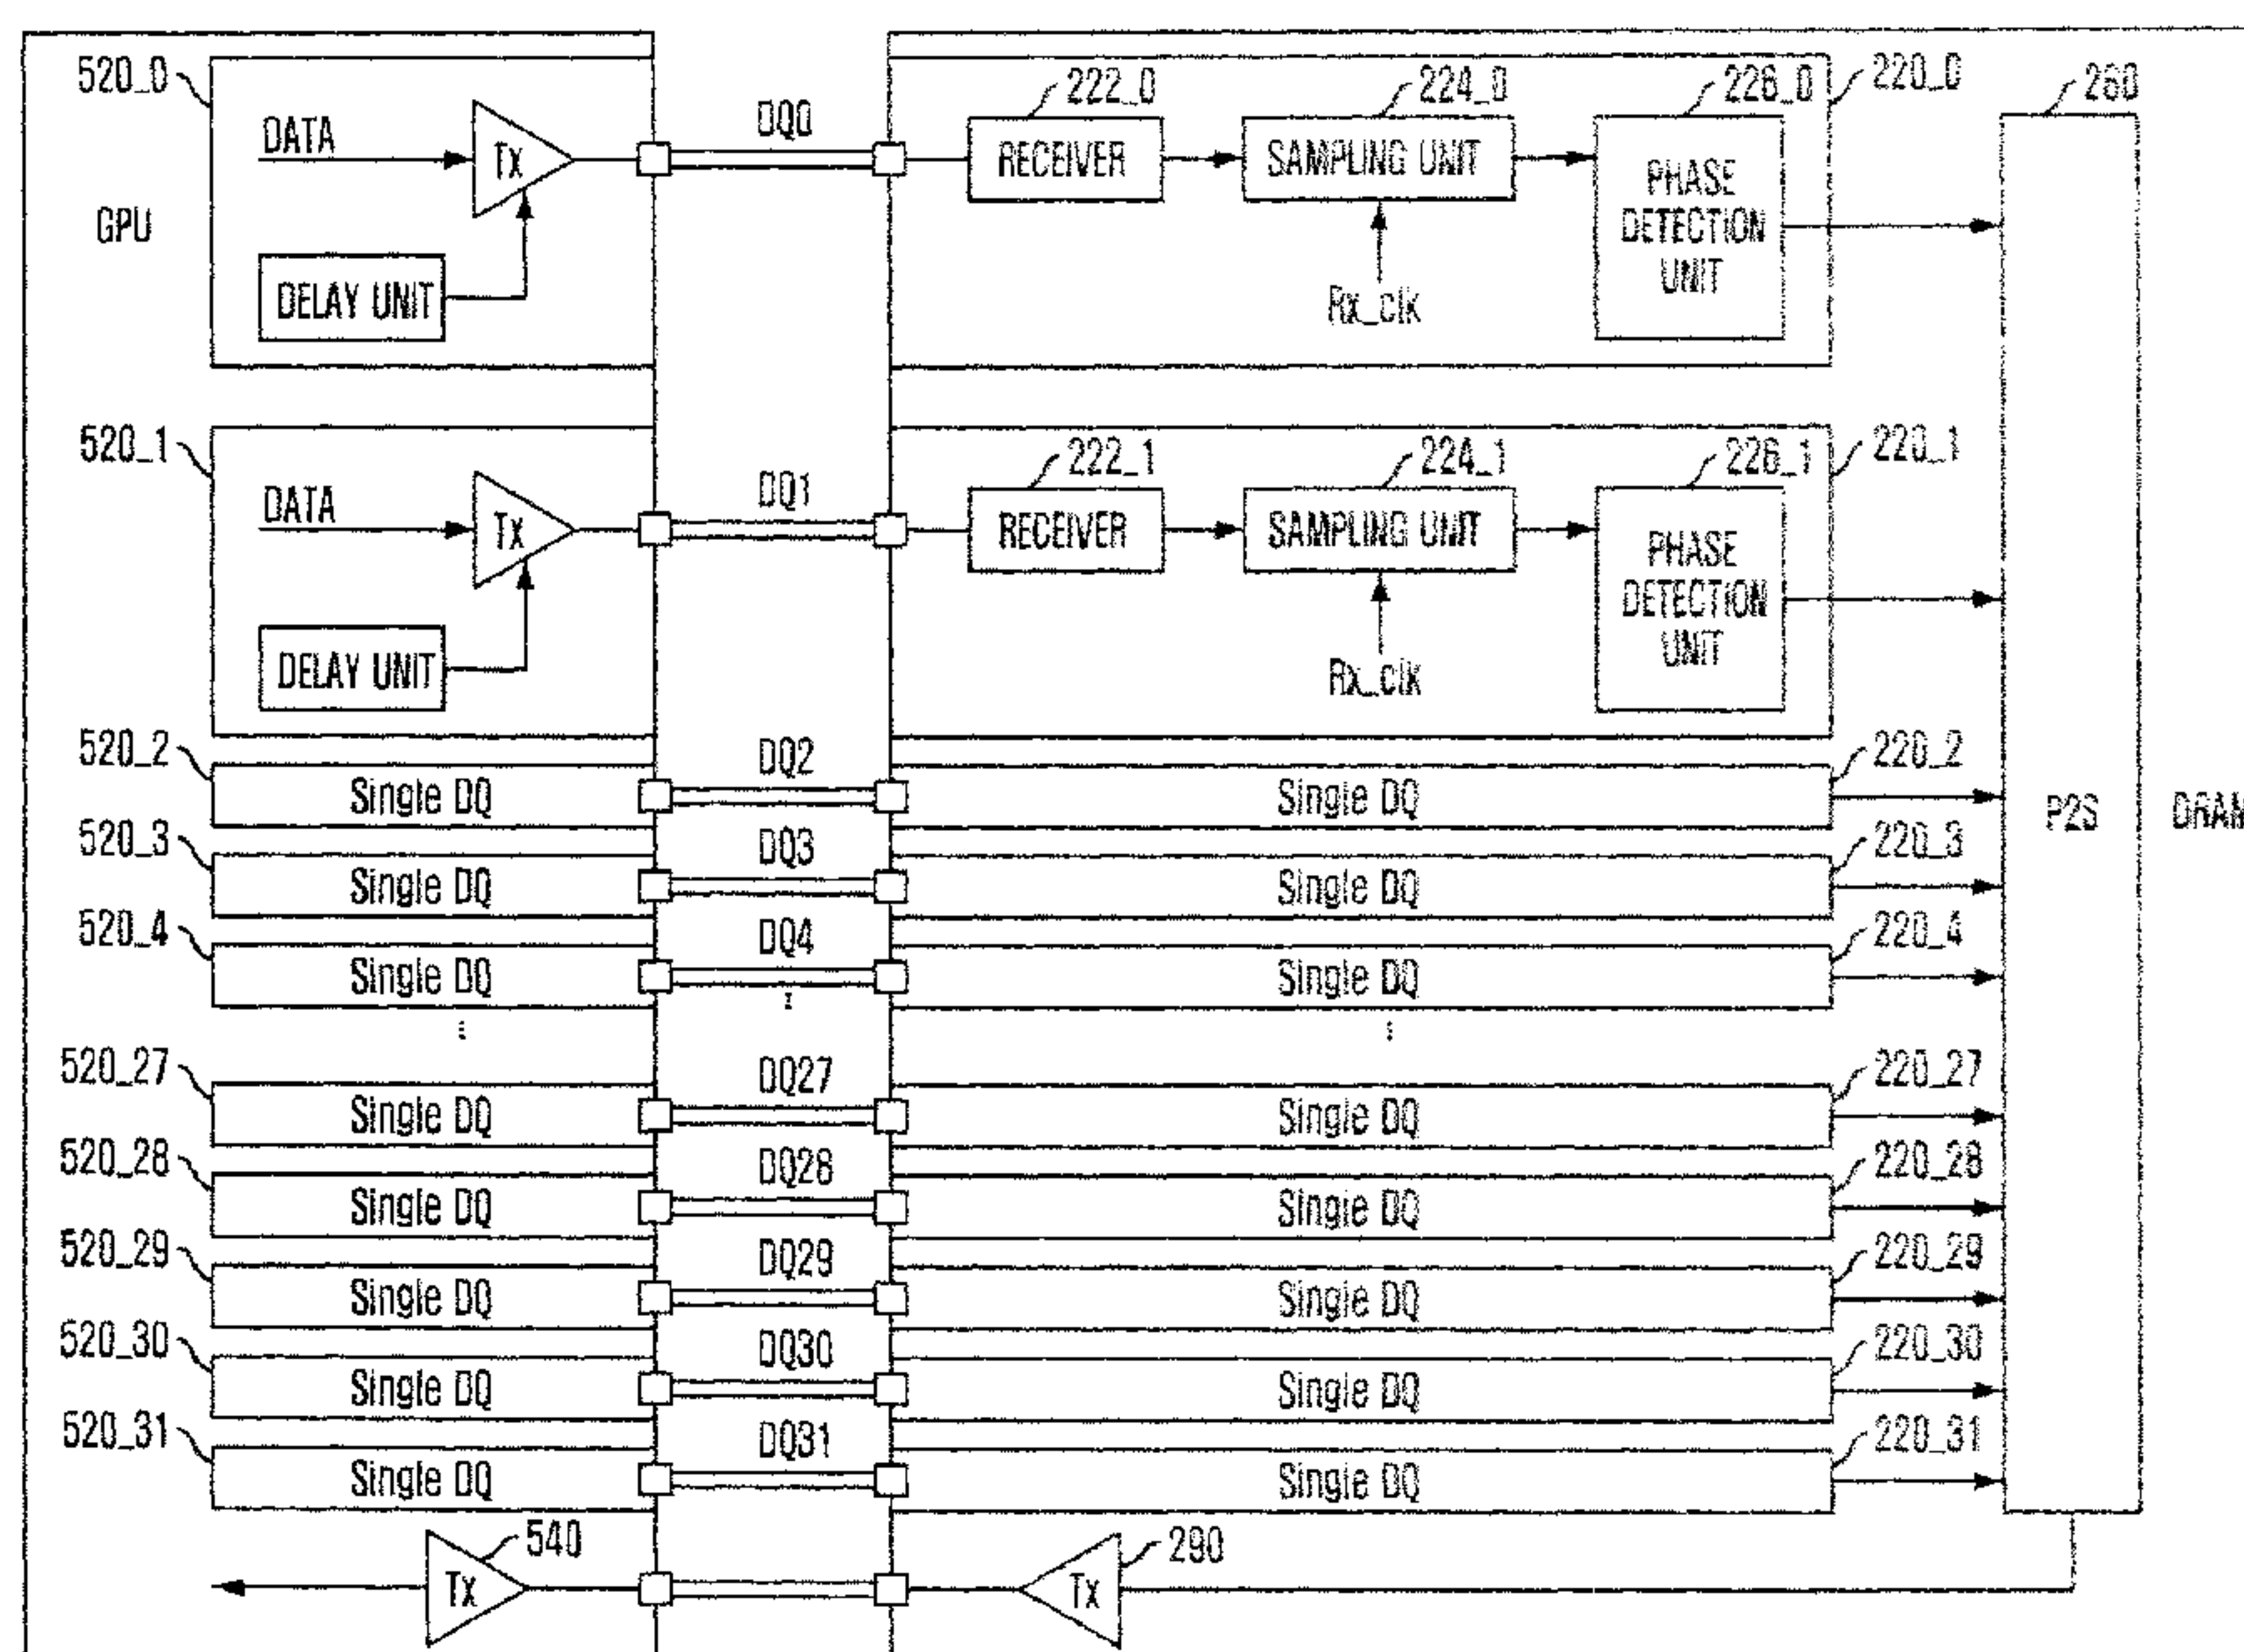 520_0
222_0
224_0
226_0
220_0
260
DATA
Tx
DQ0
RECEIVER
SAMPLING UNIT
PHASE
DETECTION
UNIT
GPU
DELAY UNIT
Rx_clk
520_1
222_1
224_1
226_1
220_1
DATA
Tx
DQ1
RECEIVER
SAMPLING UNIT
PHASE
DETECTION
UNIT
DELAY UNIT
Rx_clk
520_2
Single DQ
DQ2
Single DQ
220_2
P2S
520_3
Single DQ
DQ3
Single DQ
220_3
520_4
Single DQ
DQ4
Single DQ
220_4
520_27
Single DQ
DQ27
Single DQ
220_27
520_28
Single DQ
DQ28
Single DQ
220_28
520_29
Single DQ
DQ29
Single DQ
220_29
520_30
Single DQ
DQ30
Single DQ
220_30
520_31
Single DQ
DQ31
Single DQ
220_31
540
Tx
290
Tx